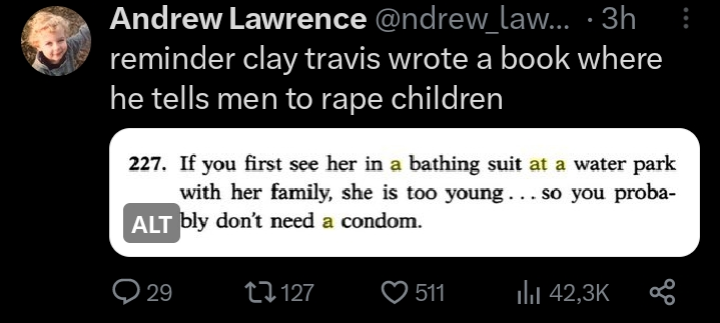 Andrew Lawrence @ndrew_law... · 3h
reminder clay travis wrote a book where
he tells men to rape children
227. If you first see her in a bathing suit at a water park
with her family, she is too young . . . so you proba-
ALT bly don't need a condom.
29 127 511 42,3K